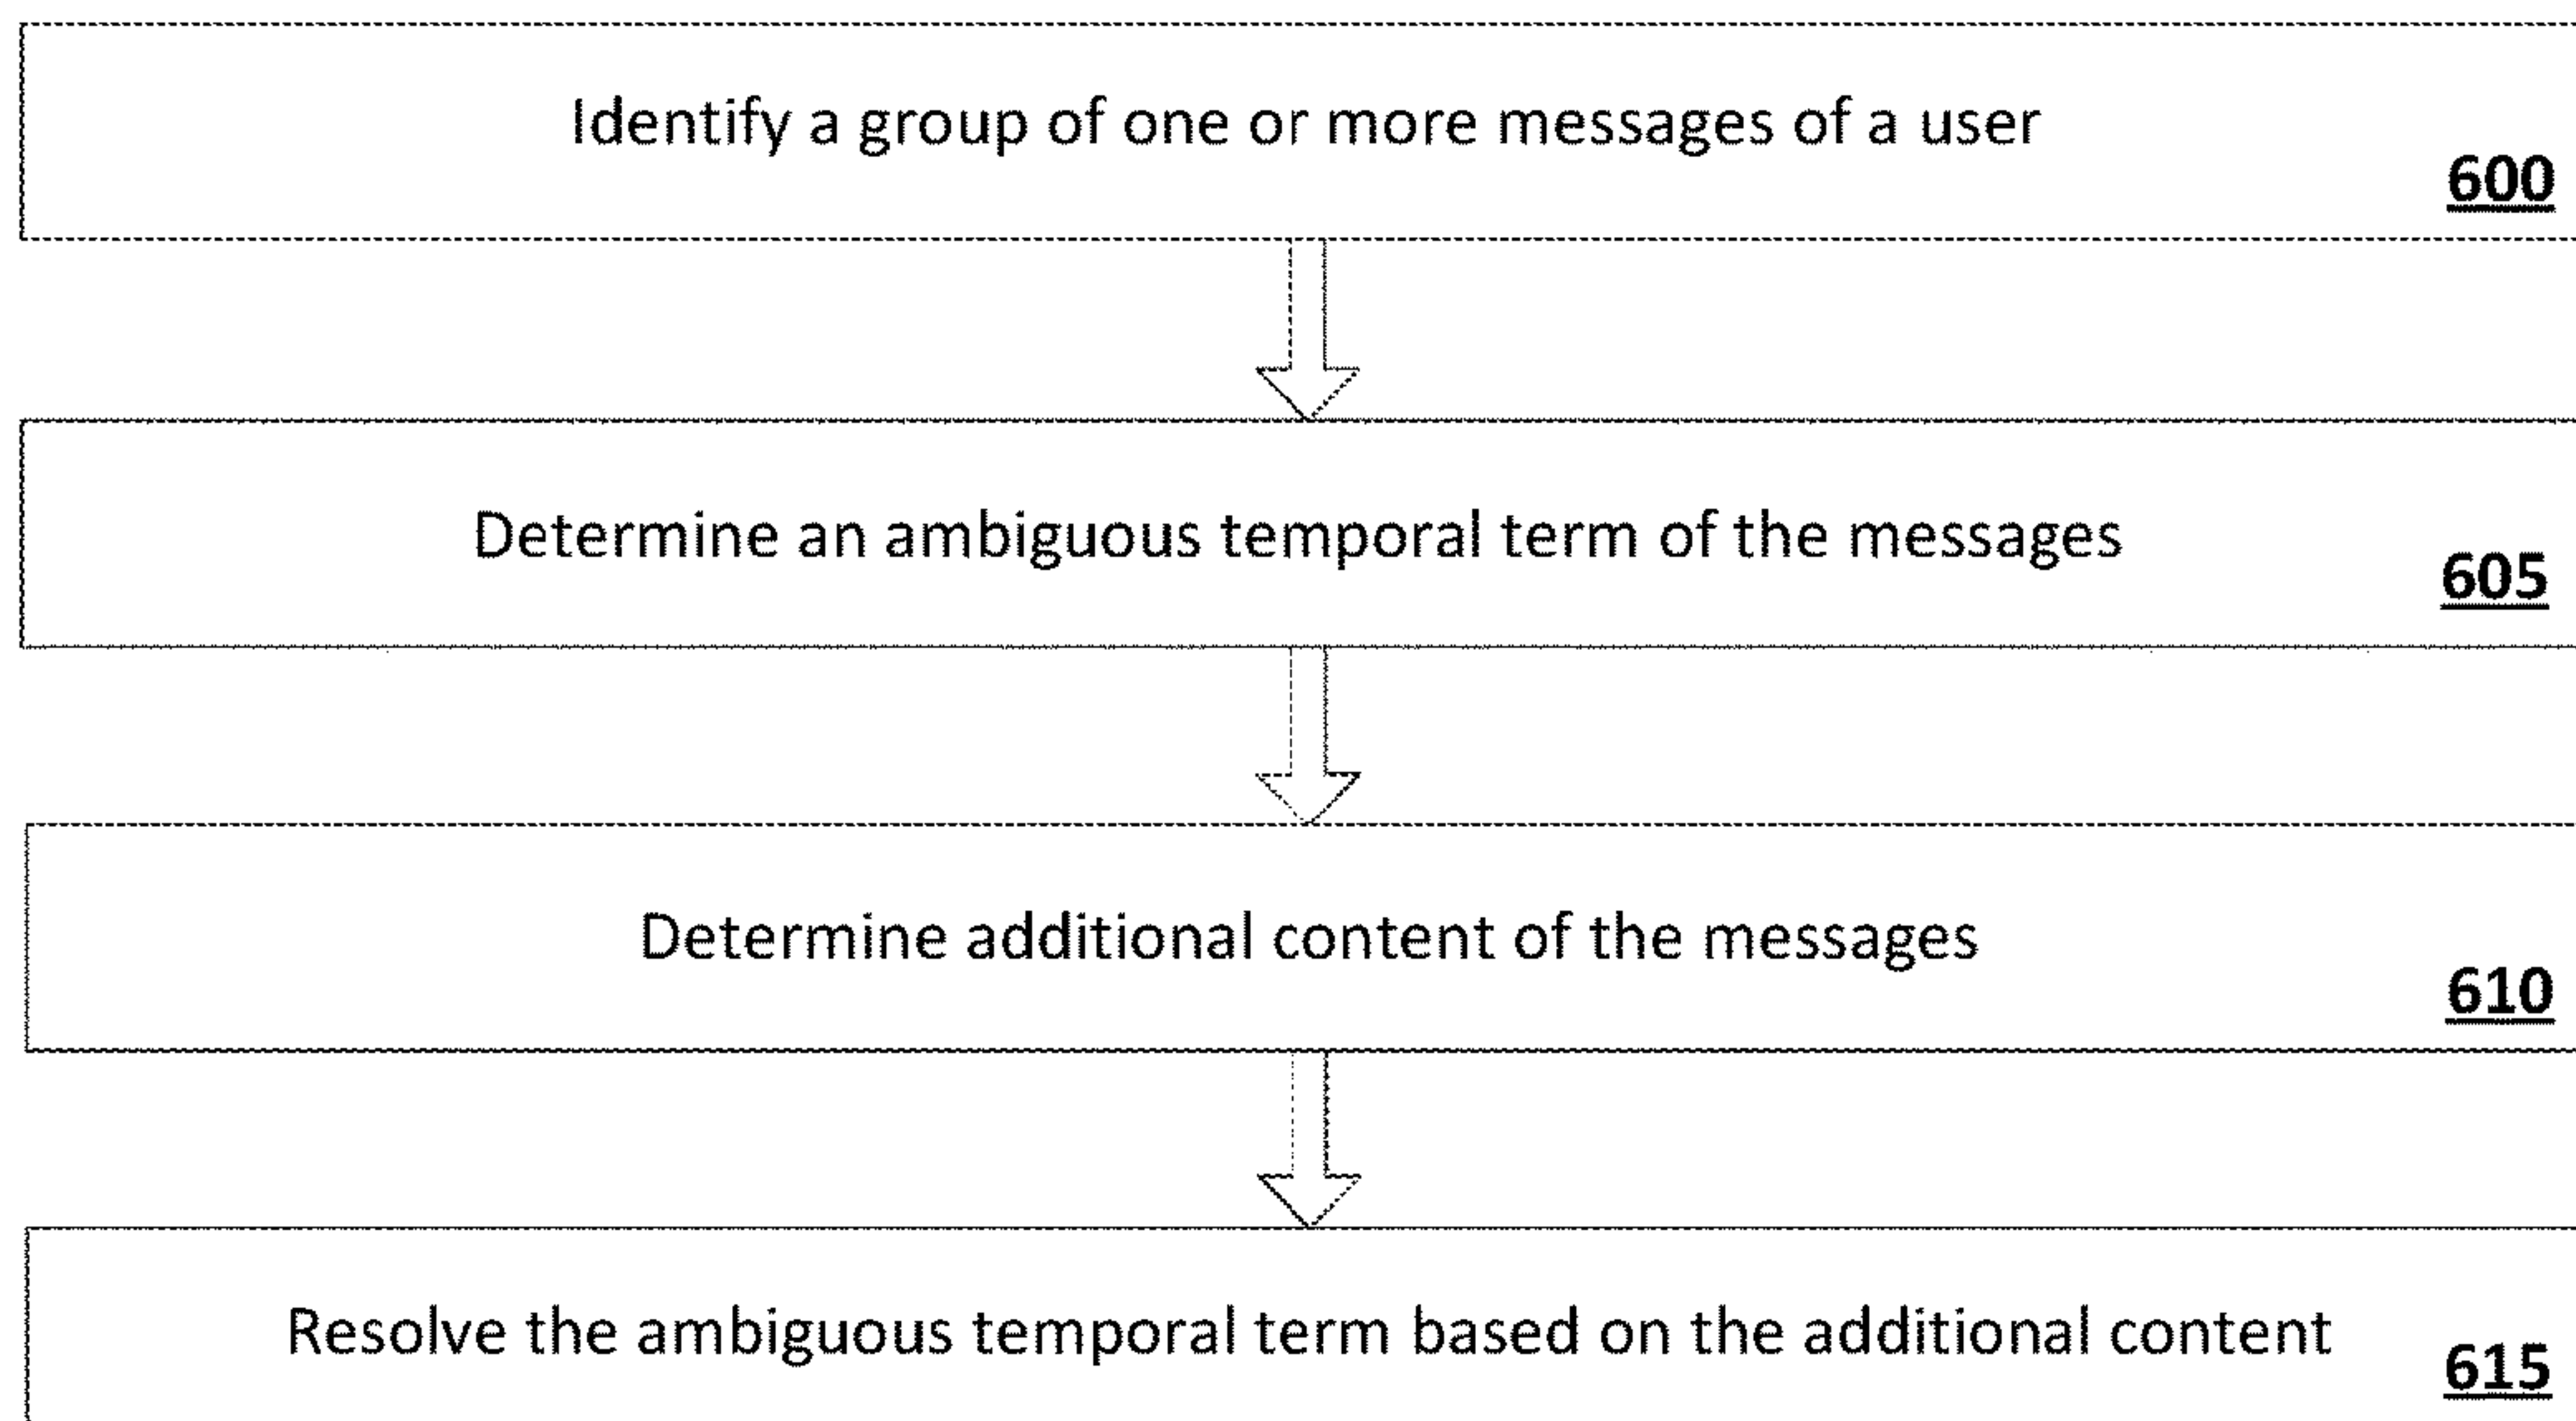 Identify a group of one or more messages of a user
600
Determine an ambiguous temporal term of the messages
605
Determine additional content of the messages
610
Resolve the ambiguous temporal term based on the additional content
615